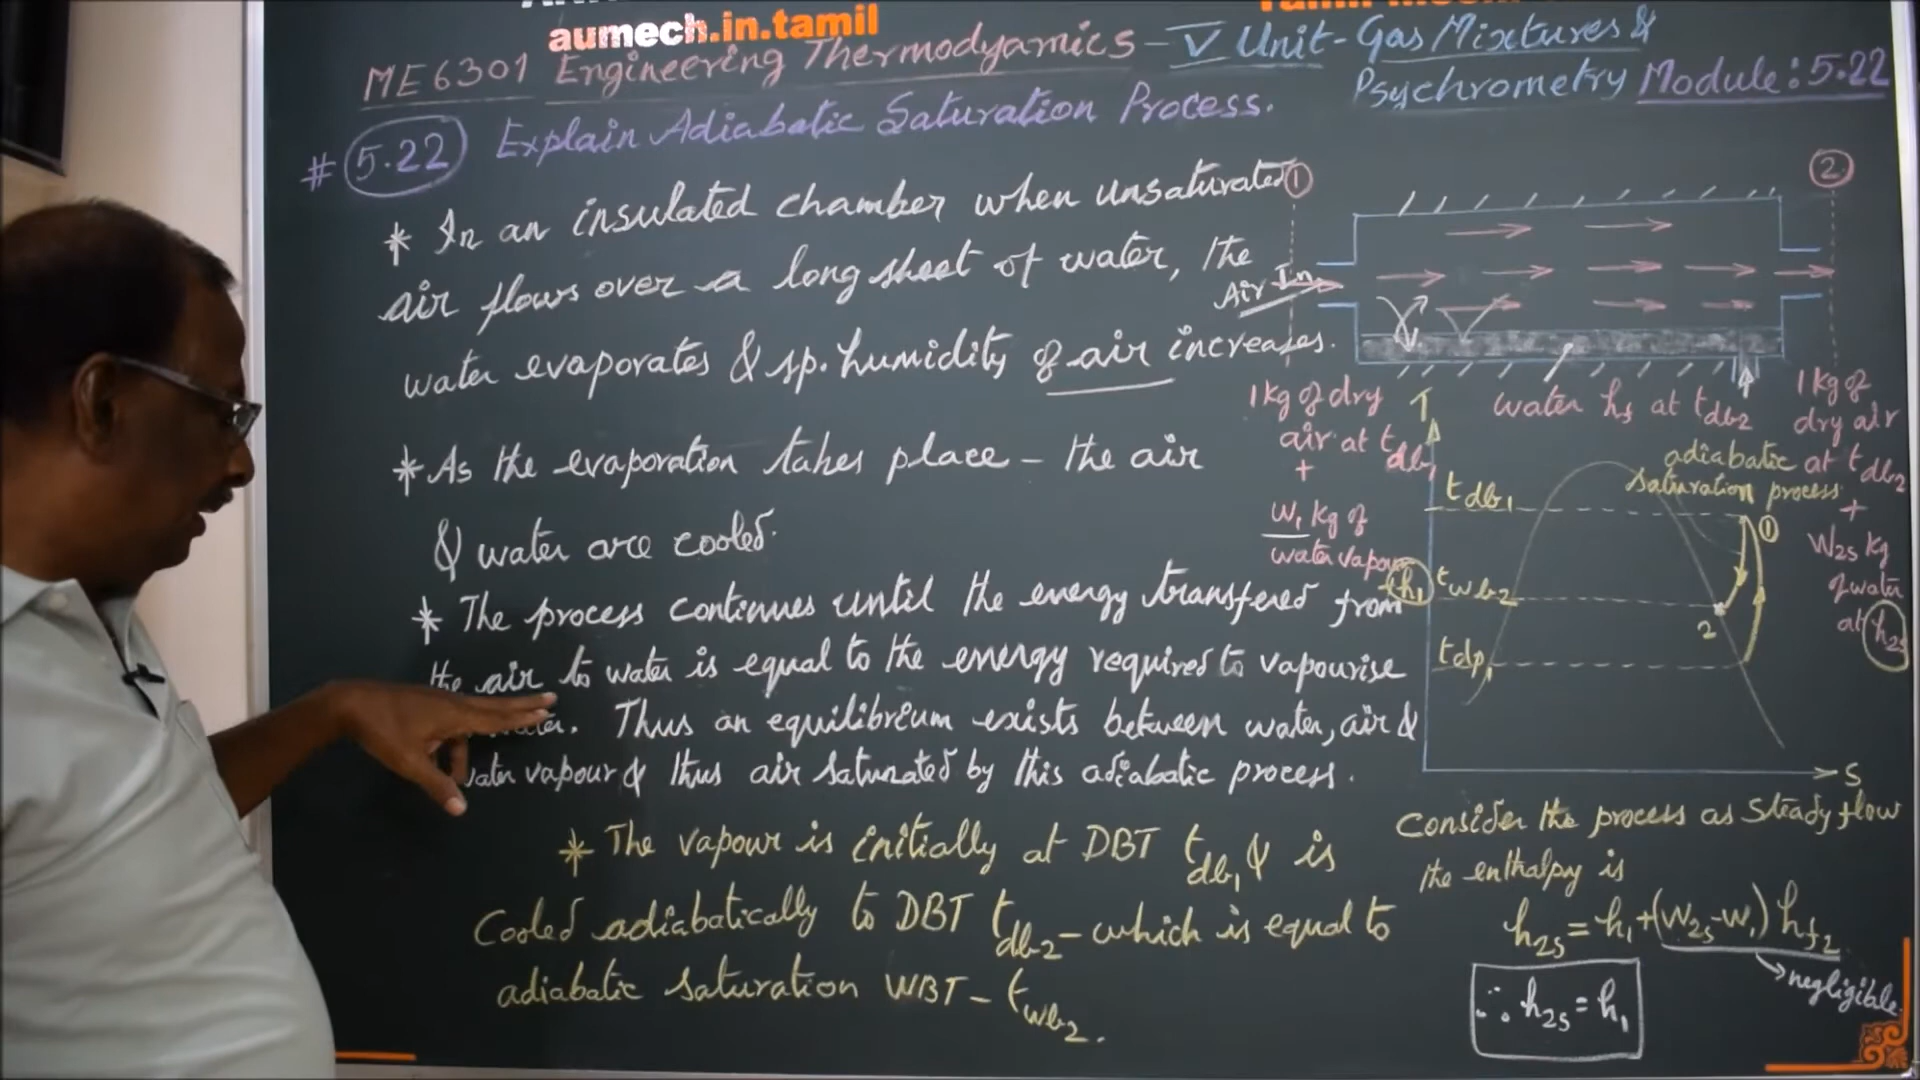 aumech.in.tamil
ME6301 Engineering Thermodyamics - V Unit - Gas Mixtures &
Psychrometry Module: 5.22
# 5.22 Explain Adiabatic Saturation Process.
* In an insulated chamber when unsaturated
air flows over a long sheet of water, the
water evaporates & sp. humidity of air increases.
* As the evaporation takes place - the air
& water are cooled.
* The process continues until the energy transfered from
the air to water is equal to the energy required to vapourise
Thus an equilibrium exists between water, air &
water vapour & thus air saturated by this adiabatic process.
* The vapour is initially at DBT tdb1 & is
Cooled adiabatically to DBT tdb2 - which is equal to
adiabatic saturation WBT - twb2.
1
2
Air In
1 kg of dry
air at tdb1
+
W1 kg of
water vapour
h1
water hf at tdb2
1 kg of
dry air
at tdb2
+
W2s kg
of water
at h2s
T
adiabatic
saturation process
tdb1
1
twb2
2
tdp1
S
Consider the process as Steady flow
the enthalpy is
h2s = h1 + (W2s - W1) hf2
→ negligible
∴ h2s = h1